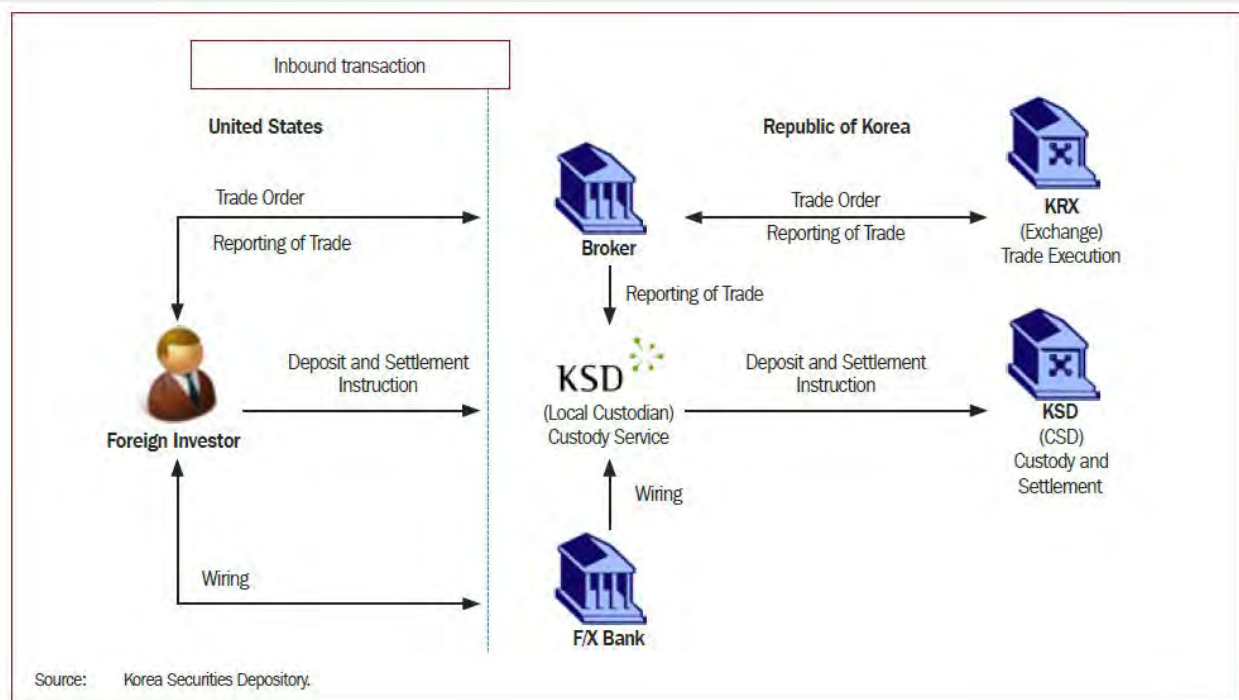 Inbound transaction
United States
Republic of Korea
Trade Order
Reporting of Trade
Broker
Trade Order
Reporting of Trade
KRX
(Exchange)
Trade Execution
Reporting of Trade
Foreign Investor
Deposit and Settlement
Instruction
KSD
(Local Custodian)
Custody Service
Deposit and Settlement
Instruction
KSD
(CSD)
Custody and
Settlement
Wiring
Wiring
F/X Bank
Source: Korea Securities Depository.